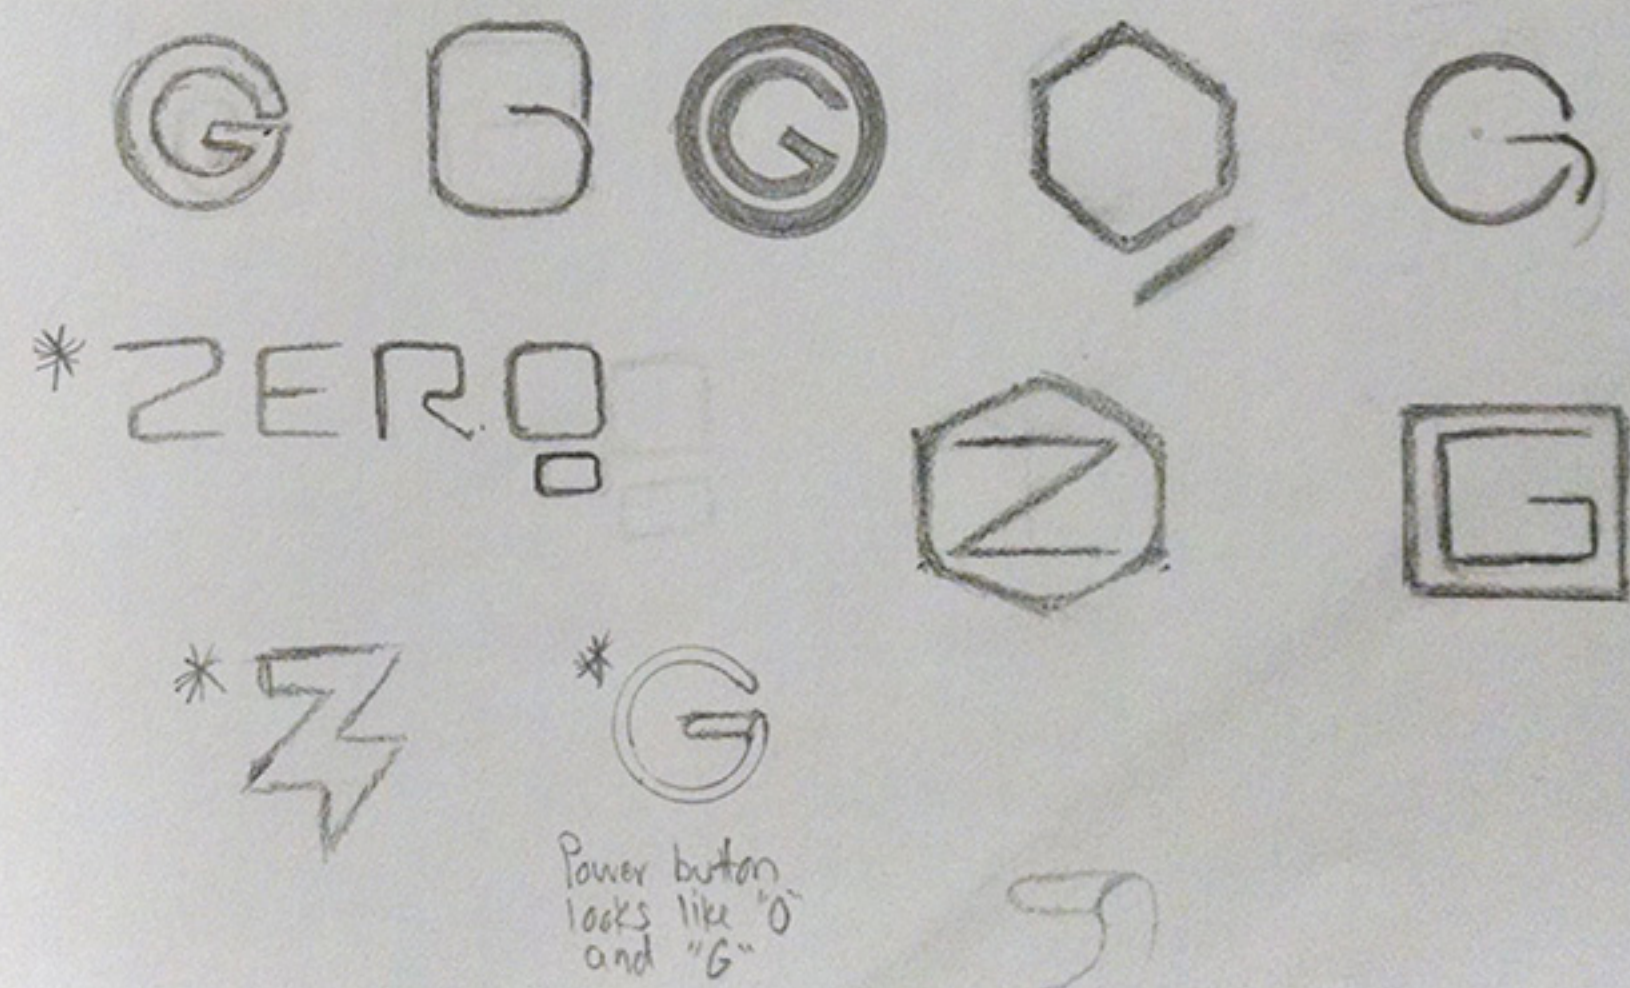 G G G G
* ZERO
Z G
* Z * G
Power button
looks like "O"
and "G"